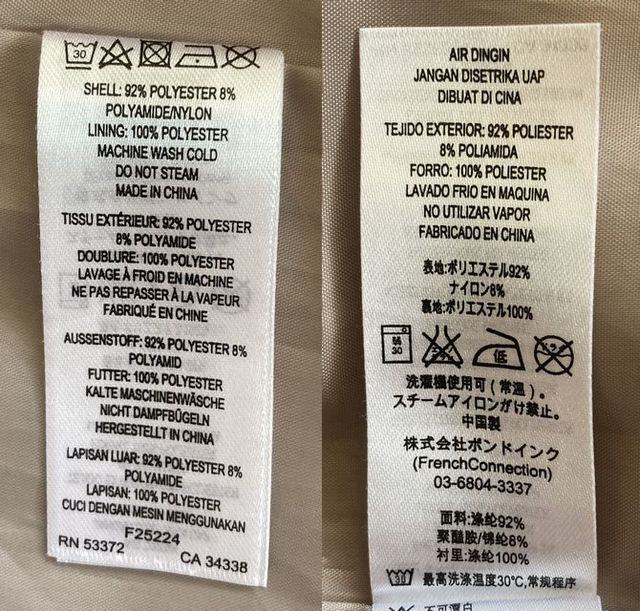 30
SHELL: 92% POLYESTER 8%
POLYAMIDE/NYLON
LINING: 100% POLYESTER
MACHINE WASH COLD
DO NOT STEAM
MADE IN CHINA
TISSU EXTÉRIEUR: 92% POLYESTER
8% POLYAMIDE
DOUBLURE: 100% POLYESTER
LAVAGE À FROID EN MACHINE
NE PAS REPASSER À LA VAPEUR
FABRIQUÉ EN CHINE
AUSSENSTOFF: 92% POLYESTER 8%
POLYAMID
FUTTER: 100% POLYESTER
KALTE MASCHINENWÄSCHE
NICHT DAMPFBÜGELN
HERGESTELLT IN CHINA
LAPISAN LUAR: 92% POLYESTER 8%
POLYAMIDE
LAPISAN: 100% POLYESTER
CUCI DENGAN MESIN MENGGUNAKAN
F25224
RN 53372 CA 34338
AIR DINGIN
JANGAN DISETRIKA UAP
DIBUAT DI CINA
TEJIDO EXTERIOR: 92% POLIESTER
8% POLIAMIDA
FORRO: 100% POLIESTER
LAVADO FRIO EN MAQUINA
NO UTILIZAR VAPOR
FABRICADO EN CHINA
表地:ポリエステル92%
ナイロン8%
裏地:ポリエステル100%
弱
30
低
洗濯機使用可(常温)。
スチームアイロンがけ禁止。
中国製
株式会社ボンドインク
(FrenchConnection)
03-6804-3337
面料:涤纶92%
聚醯胺/锦纶8%
衬里:涤纶100%
30 最高洗涤温度30°C,常规程序
不可漂白